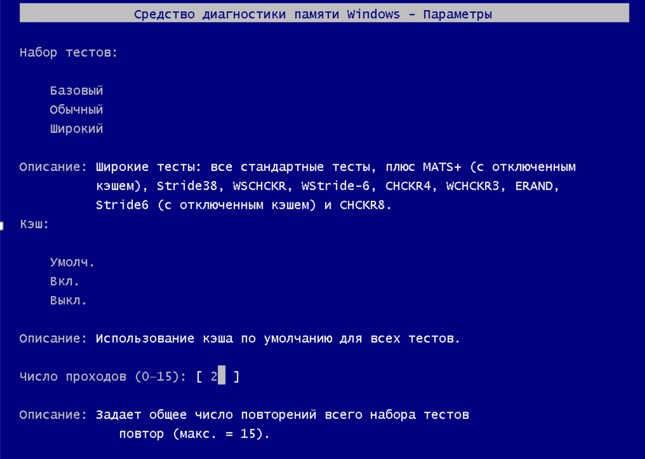 Средство диагностики памяти Windows - Параметры
Набор тестов:
Базовый
Обычный
Широкий
Описание: Широкие тесты: все стандартные тесты, плюс MATS+ (с отключенным
кэшем), Stride38, WSCHCKR, WStride-6, CHCKR4, WCHCKR3, ERAND,
Stride6 (с отключенным кэшем) и CHCKR8.
Кэш:
Умолч.
Вкл.
Выкл.
Описание: Использование кэша по умолчанию для всех тестов.
Число проходов (0-15): [ 2 ]
Описание: Задает общее число повторений всего набора тестов
повтор (макс. = 15).